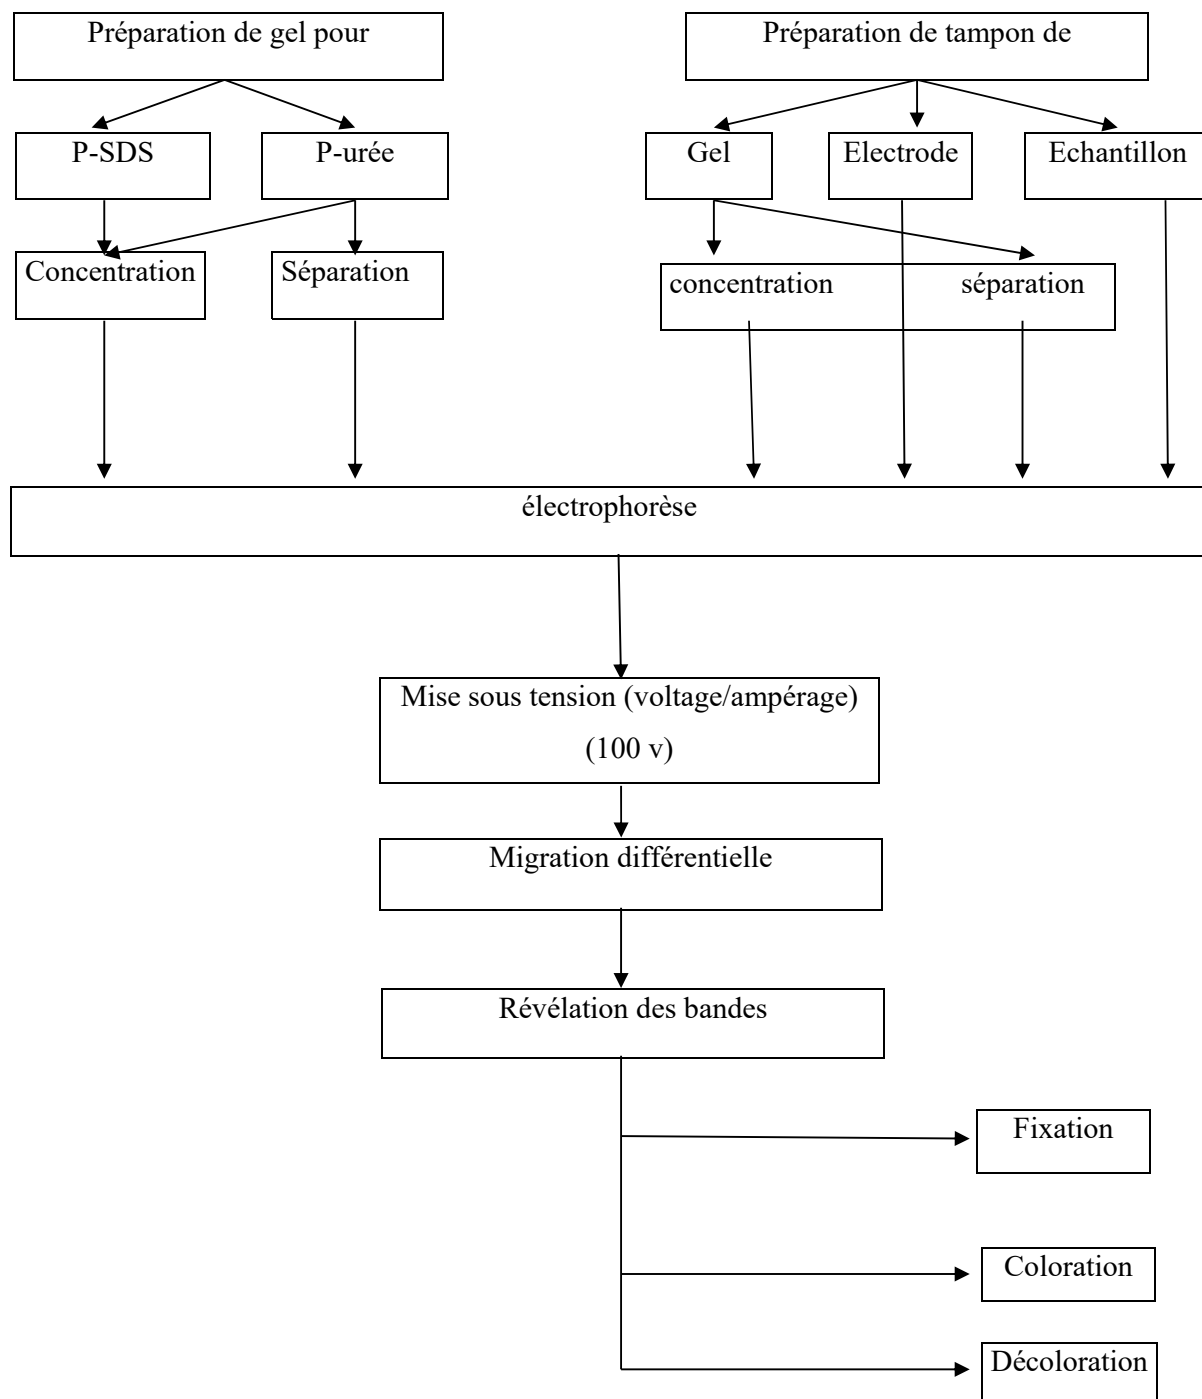 Préparation de gel pour
Préparation de tampon de
P-SDS
P-urée
Gel
Electrode
Echantillon
Concentration
Séparation
concentration
séparation
électrophorèse
Mise sous tension (voltage/ampérage)
(100 v)
Migration différentielle
Révélation des bandes
Fixation
Coloration
Décoloration